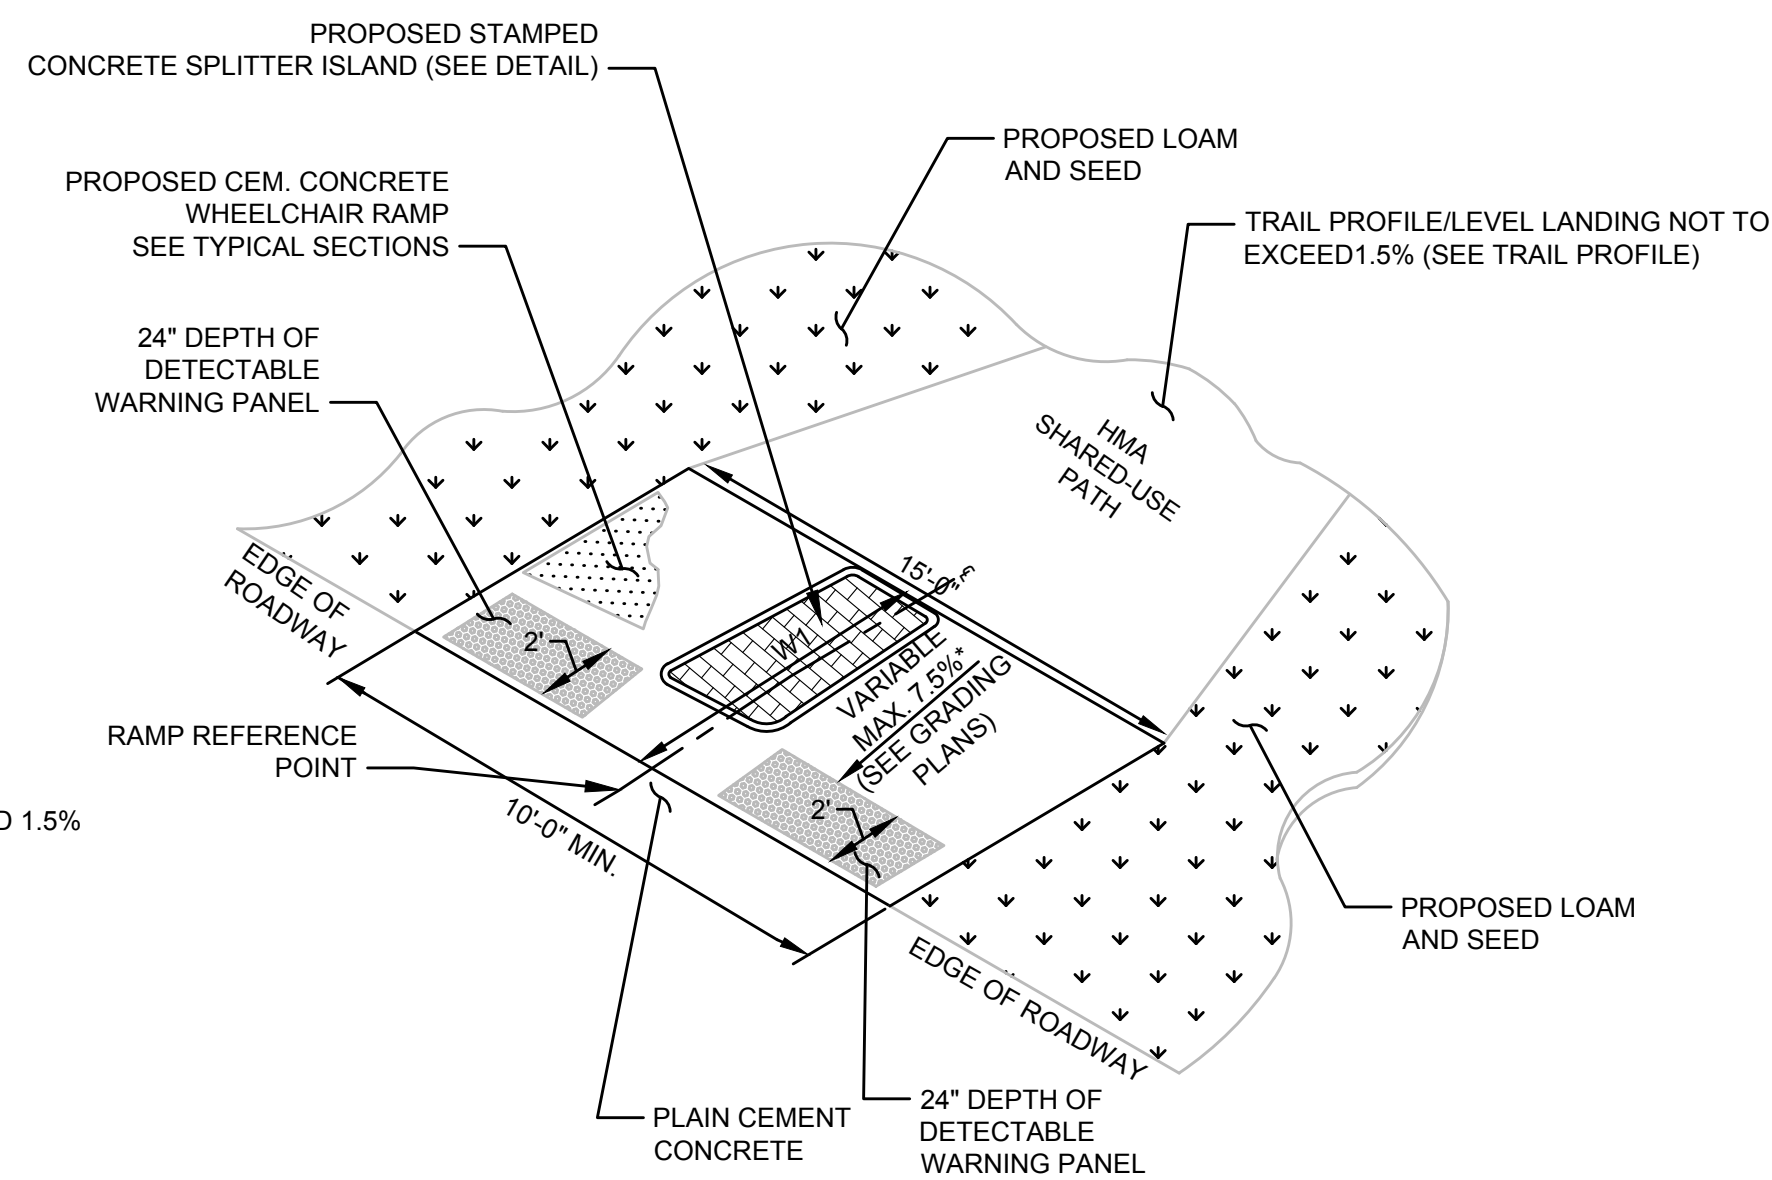 PROPOSED STAMPED
CONCRETE SPLITTER ISLAND (SEE DETAIL)
PROPOSED LOAM
AND SEED
PROPOSED CEM. CONCRETE
WHEELCHAIR RAMP
SEE TYPICAL SECTIONS
TRAIL PROFILE/LEVEL LANDING NOT TO
EXCEED1.5% (SEE TRAIL PROFILE)
24" DEPTH OF
DETECTABLE
WARNING PANEL
HMA
SHARED-USE
PATH
EDGE OF
ROADWAY
15'-0"
2'
W1
VARIABLE
MAX. 7.5%*
(SEE GRADING
PLANS)
RAMP REFERENCE
POINT
2'
10'-0" MIN.
D 1.5%
PROPOSED LOAM
AND SEED
EDGE OF ROADWAY
PLAIN CEMENT
CONCRETE
24" DEPTH OF
DETECTABLE
WARNING PANEL